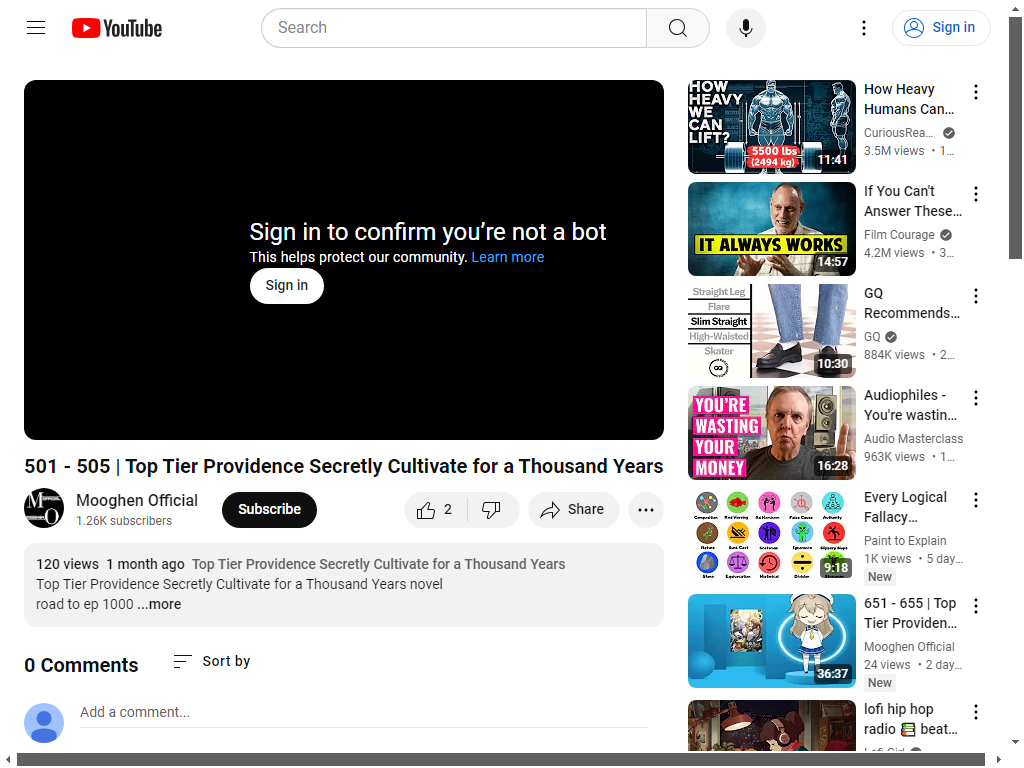 YouTube
Search
Sign in
Sign in to confirm you're not a bot
This helps protect our community. Learn more
Sign in
501 - 505 | Top Tier Providence Secretly Cultivate for a Thousand Years
Mooghen Official
1.26K subscribers
Subscribe
2
Share
120 views 1 month ago Top Tier Providence Secretly Cultivate for a Thousand Years
Top Tier Providence Secretly Cultivate for a Thousand Years novel
road to ep 1000 ...more
0 Comments
Sort by
Add a comment...
HOW
HEAVY
WE
CAN
LIFT?
5500 lbs
(2494 kg)
11:41
How Heavy
Humans Can...
CuriousRea...
3.5M views • 1...
IT ALWAYS WORKS
14:57
If You Can't
Answer These...
Film Courage
4.2M views • 3...
Straight Leg
Flare
Slim Straight
High-Waisted
Skater
GQ
10:30
GQ
Recommends...
GQ
884K views • 2...
YOU'RE
WASTING
YOUR
MONEY
16:28
Audiophiles -
You're wastin...
Audio Masterclass
963K views • 1...
9:18
Every Logical
Fallacy...
Paint to Explain
1K views • 5 day...
New
36:37
651 - 655 | Top
Tier Providen...
Mooghen Official
24 views • 2 day...
New
lofi hip hop
radio 📚 beat...